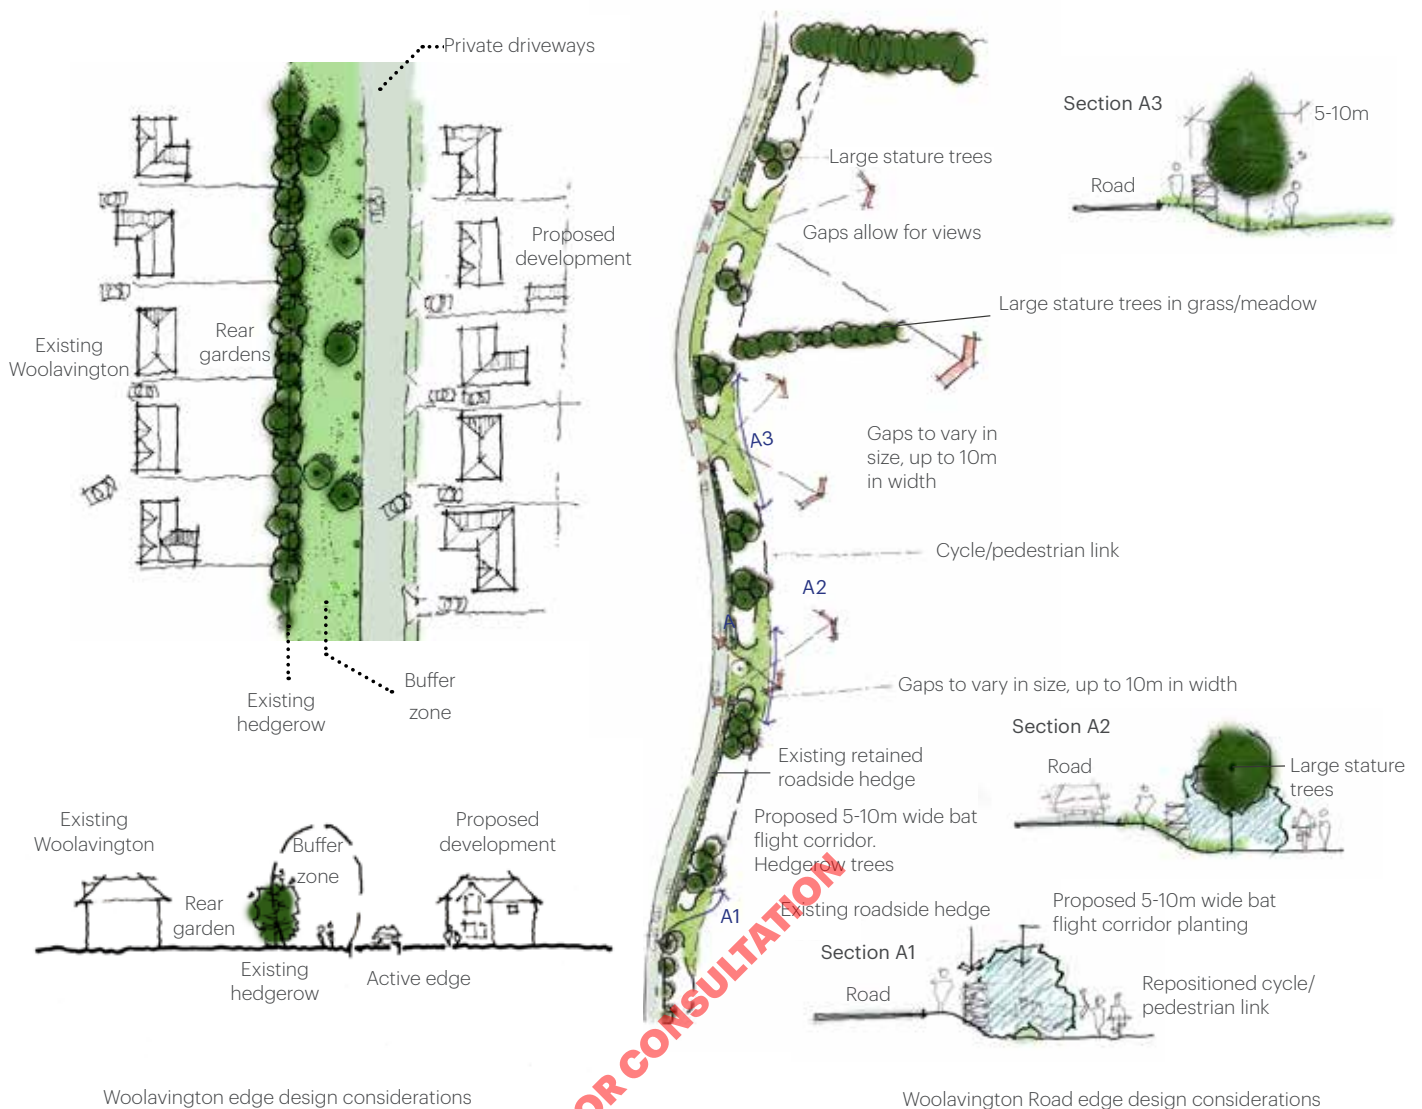 Private driveways
Existing
Woolavington
Rear
gardens
Proposed
development
Existing
hedgerow
Buffer
zone
Existing
Woolavington
Rear
garden
Buffer
zone
Proposed
development
Existing
hedgerow
Active edge
Woolavington edge design considerations
Large stature trees
Gaps allow for views
Large stature trees in grass/meadow
A3
Gaps to vary in
size, up to 10m
in width
Cycle/pedestrian link
A2
A
Gaps to vary in size, up to 10m in width
Existing retained
roadside hedge
Proposed 5-10m wide bat
flight corridor.
Hedgerow trees
A1
Section A3
5-10m
Road
Section A2
Road
Large stature
trees
Existing roadside hedge
Proposed 5-10m wide bat
flight corridor planting
Section A1
Road
Repositioned cycle/
pedestrian link
OR CONSULTATION
Woolavington Road edge design considerations